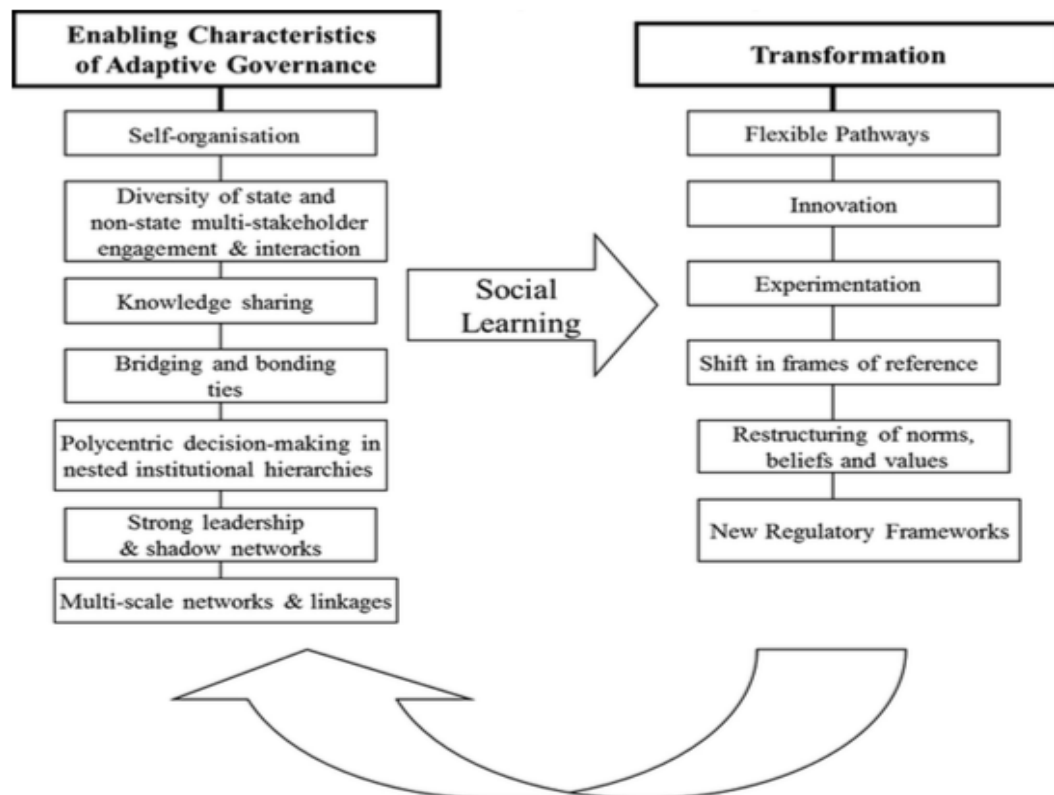 Enabling Characteristics
of Adaptive Governance
Self-organisation
Diversity of state and
non-state multi-stakeholder
engagement & interaction
Knowledge sharing
Bridging and bonding
ties
Polycentric decision-making in
nested institutional hierarchies
Strong leadership
& shadow networks
Multi-scale networks & linkages
Social
Learning
Transformation
Flexible Pathways
Innovation
Experimentation
Shift in frames of reference
Restructuring of norms,
beliefs and values
New Regulatory Frameworks